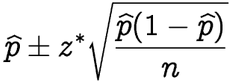 p̂ ± z* √(p̂(1 − p̂)/n)